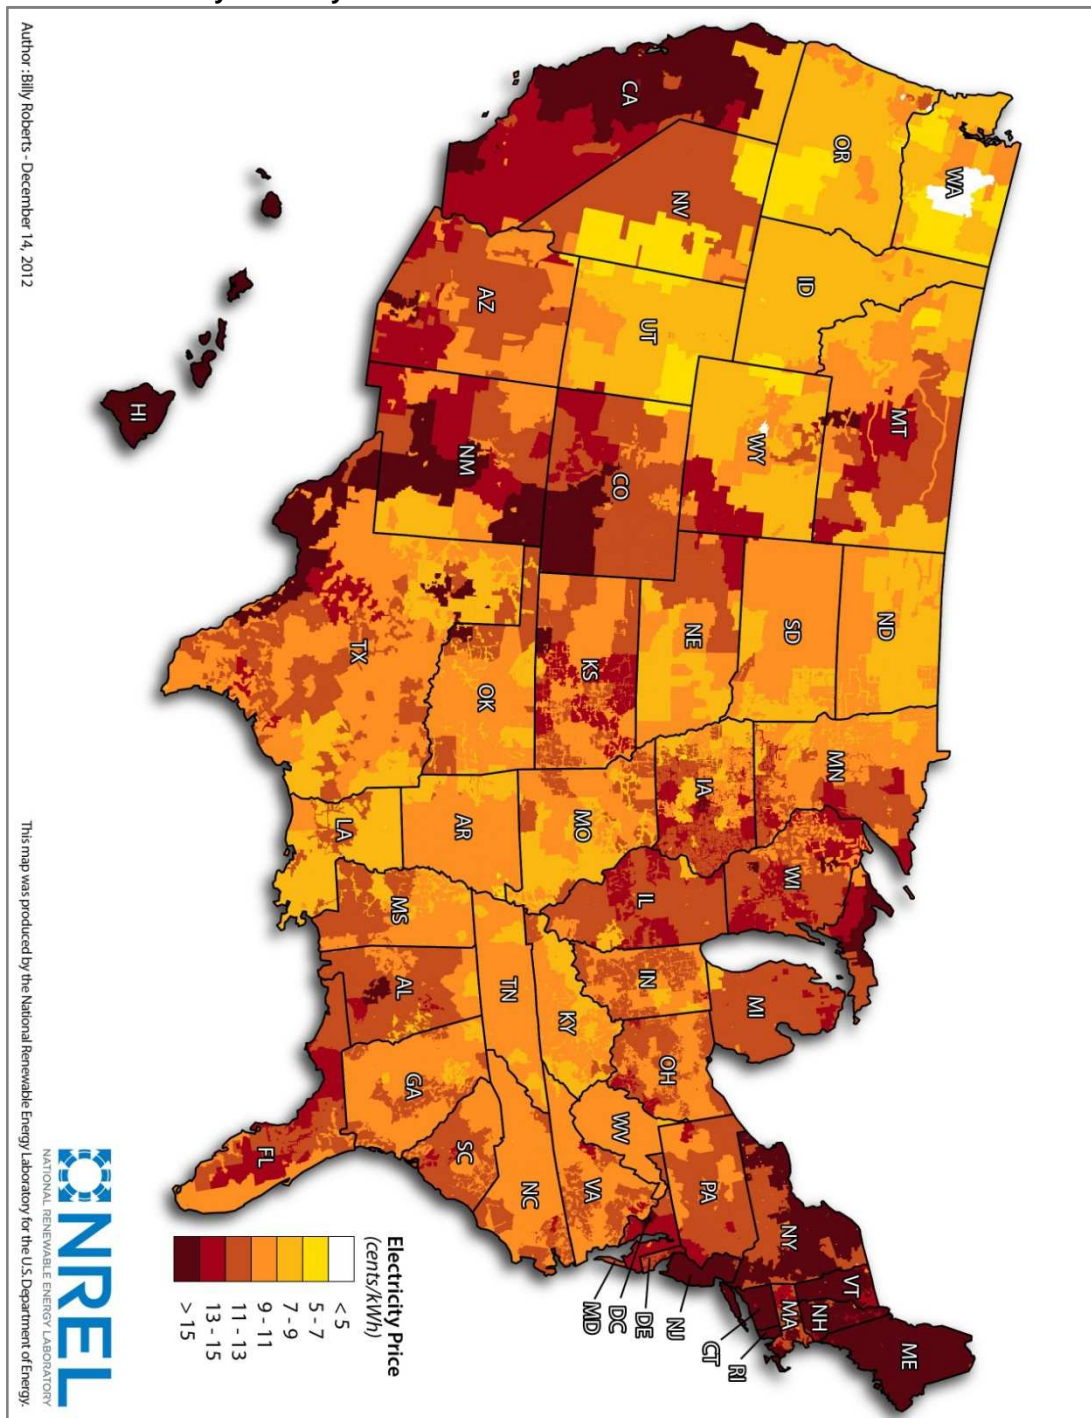 WA
OR
CA
NV
ID
MT
UT
AZ
WY
CO
NM
ND
SD
NE
KS
OK
TX
MN
IA
MO
AR
LA
WI
IL
MS
MI
IN
KY
TN
AL
OH
WV
GA
FL
PA
VA
NC
SC
NY
VT
NH
ME
MA
RI
CT
NJ
DE
DC
MD
HI
Electricity Price
(cents/kWh)
< 5
5 - 7
7 - 9
9 - 11
11 - 13
13 - 15
> 15
NREL
NATIONAL RENEWABLE ENERGY LABORATORY
Author : Billy Roberts - December 14, 2012
This map was produced by the National Renewable Energy Laboratory for the U.S. Department of Energy.